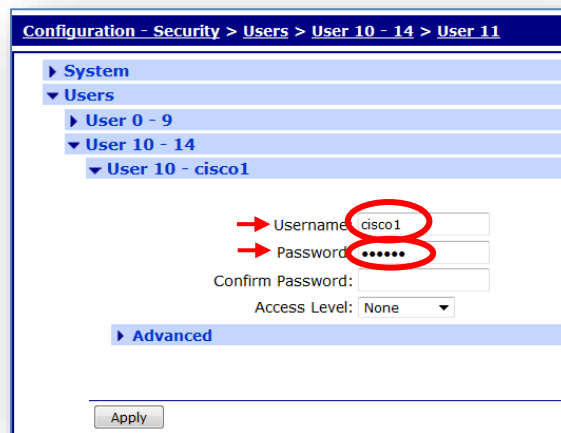 Configuration - Security > Users > User 10 - 14 > User 11
System
Users
User 0 - 9
User 10 - 14
User 10 - cisco1
Username: cisco1
Password: ••••••
Confirm Password:
Access Level: None
Advanced
Apply